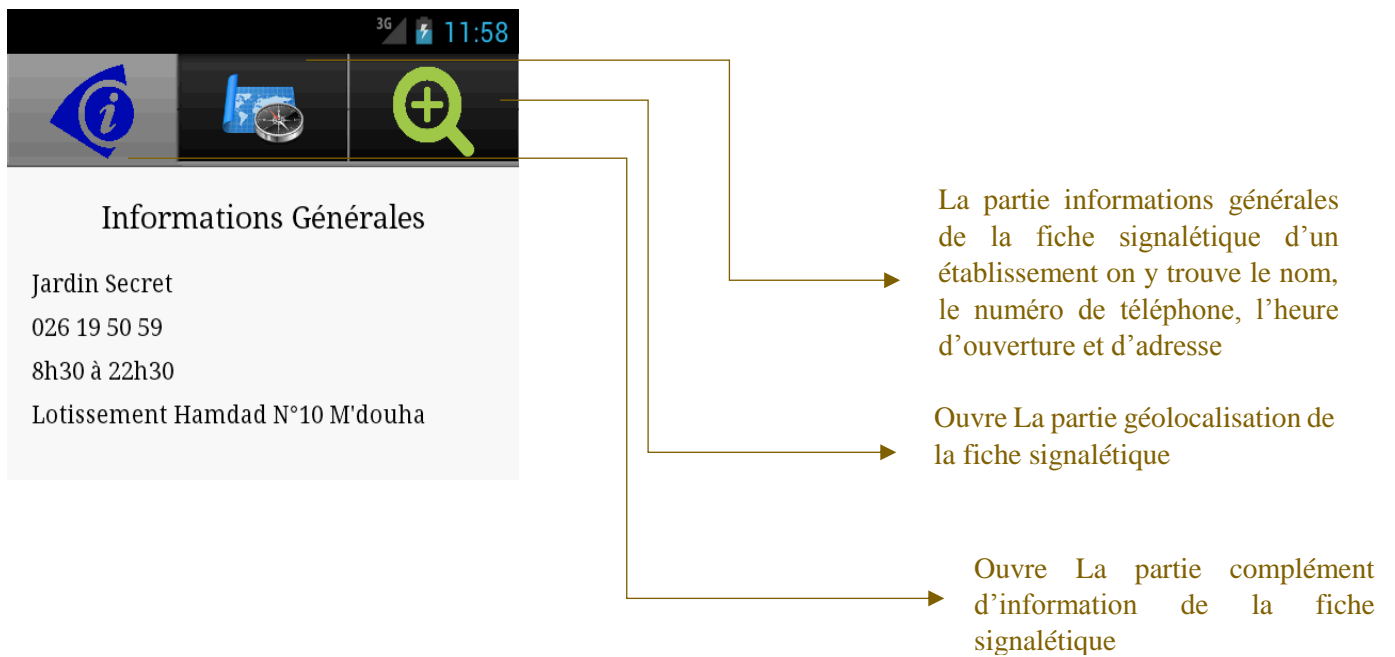 3G 11:58
i
Informations Générales
Jardin Secret
026 19 50 59
8h30 à 22h30
Lotissement Hamdad N°10 M'douha
La partie informations générales
de la fiche signalétique d’un
établissement on y trouve le nom,
le numéro de téléphone, l’heure
d’ouverture et d’adresse
Ouvre La partie géolocalisation de
la fiche signalétique
Ouvre La partie complément
d’information de la fiche
signalétique